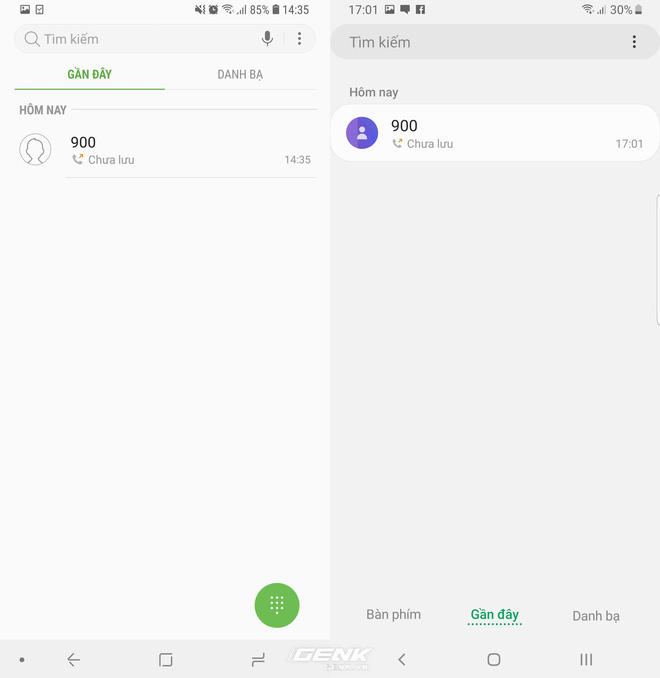 85% 14:35
Tìm kiếm
GẦN ĐÂY DANH BẠ
HÔM NAY
900
Chưa lưu 14:35
17:01 30%
Tìm kiếm
Hôm nay
900
Chưa lưu 17:01
Bàn phím Gần đây Danh bạ
GENK